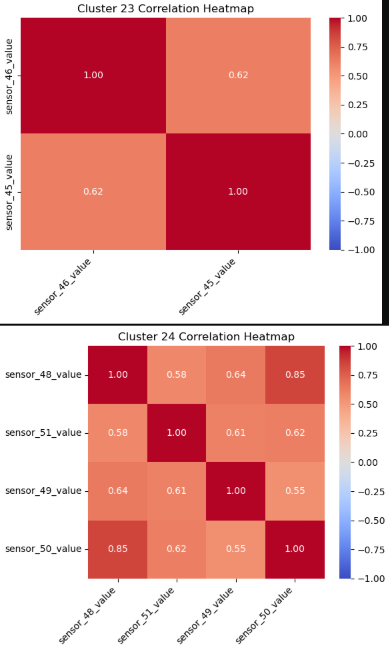 Cluster 23 Correlation Heatmap
sensor_46_value
1.00
0.62
sensor_45_value
0.62
1.00
sensor_46_value
sensor_45_value
1.00
0.75
0.50
0.25
0.00
−0.25
−0.50
−0.75
−1.00
Cluster 24 Correlation Heatmap
sensor_48_value
1.00 0.58 0.64 0.85
sensor_51_value
0.58 1.00 0.61 0.62
sensor_49_value
0.64 0.61 1.00 0.55
sensor_50_value
0.85 0.62 0.55 1.00
sensor_48_value
sensor_51_value
sensor_49_value
sensor_50_value
1.00
0.75
0.50
0.25
0.00
−0.25
−0.50
−0.75
−1.00